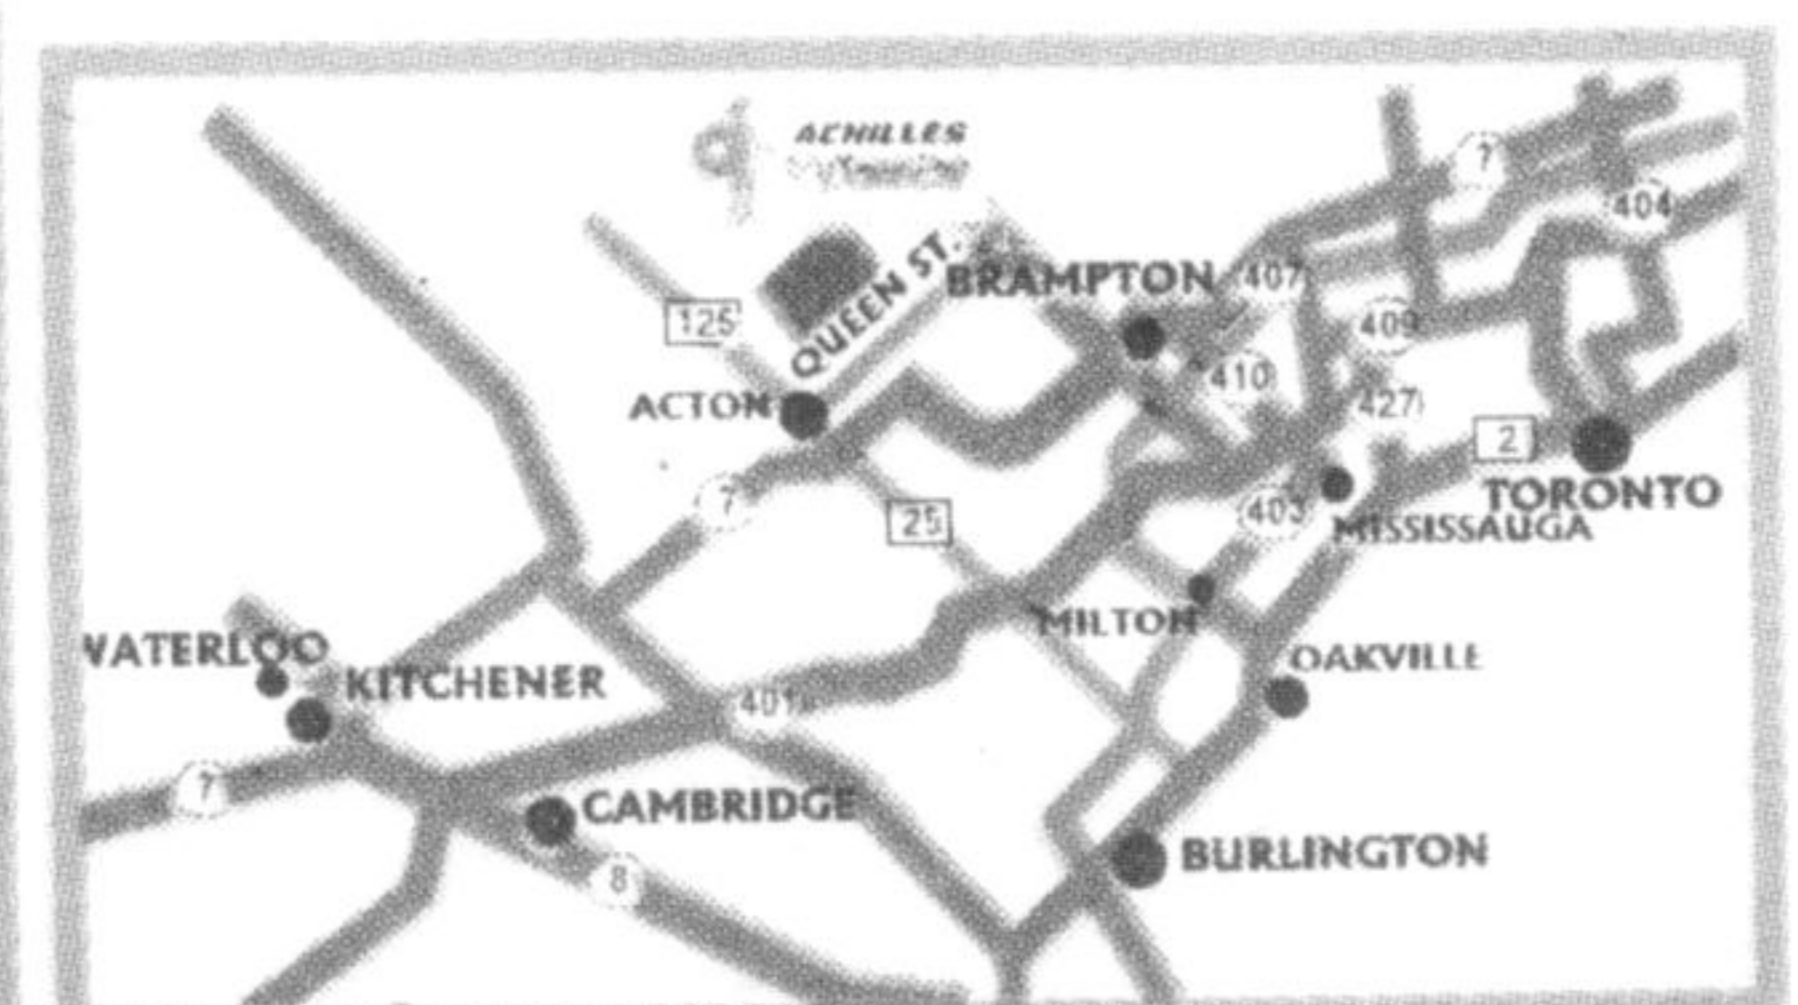 ACHILLES
7
404
QUEEN ST.
BRAMPTON
407
125
409
410
ACTON
427
2
7
25
403
TORONTO
MISSISSAUGA
MILTON
WATERLOO
OAKVILLE
KITCHENER
401
7
CAMBRIDGE
BURLINGTON
8